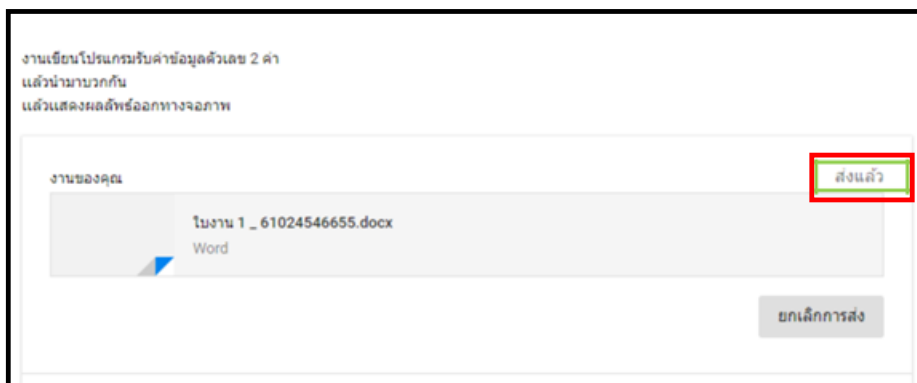 งานเขียนโปรแกรมรับค่าข้อมูลตัวเลข 2 ค่า
แล้วนำมาบวกกัน
แล้วแสดงผลลัพธ์ออกทางจอภาพ
งานของคุณ
ส่งแล้ว
ใบงาน 1 _ 61024546655.docx
Word
ยกเลิกการส่ง